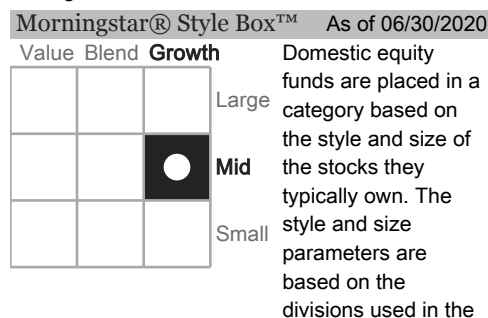 Morningstar® Style Box™ As of 06/30/2020
Value Blend Growth
Large
Mid
Small
Domestic equity
funds are placed in a
category based on
the style and size of
the stocks they
typically own. The
style and size
parameters are
based on the
divisions used in the